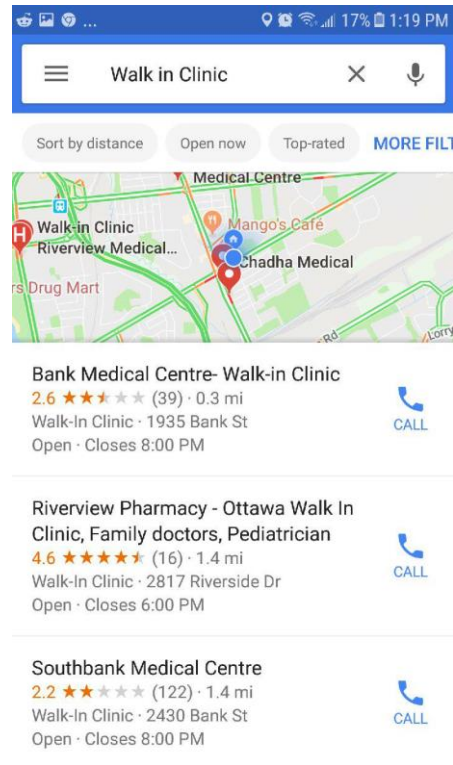 ... 17% 1:19 PM
Walk in Clinic
Sort by distance Open now Top-rated MORE FILT
Medical Centre
Walk-in Clinic
Riverview Medical...
Mango's Café
Chadha Medical
rs Drug Mart
Rd
Lorry
H
Bank Medical Centre- Walk-in Clinic
2.6 ★★★★★ (39) · 0.3 mi
Walk-In Clinic · 1935 Bank St
Open · Closes 8:00 PM
CALL
Riverview Pharmacy - Ottawa Walk In
Clinic, Family doctors, Pediatrician
4.6 ★★★★★ (16) · 1.4 mi
Walk-In Clinic · 2817 Riverside Dr
Open · Closes 6:00 PM
CALL
Southbank Medical Centre
2.2 ★★★★★ (122) · 1.4 mi
Walk-In Clinic · 2430 Bank St
Open · Closes 8:00 PM
CALL